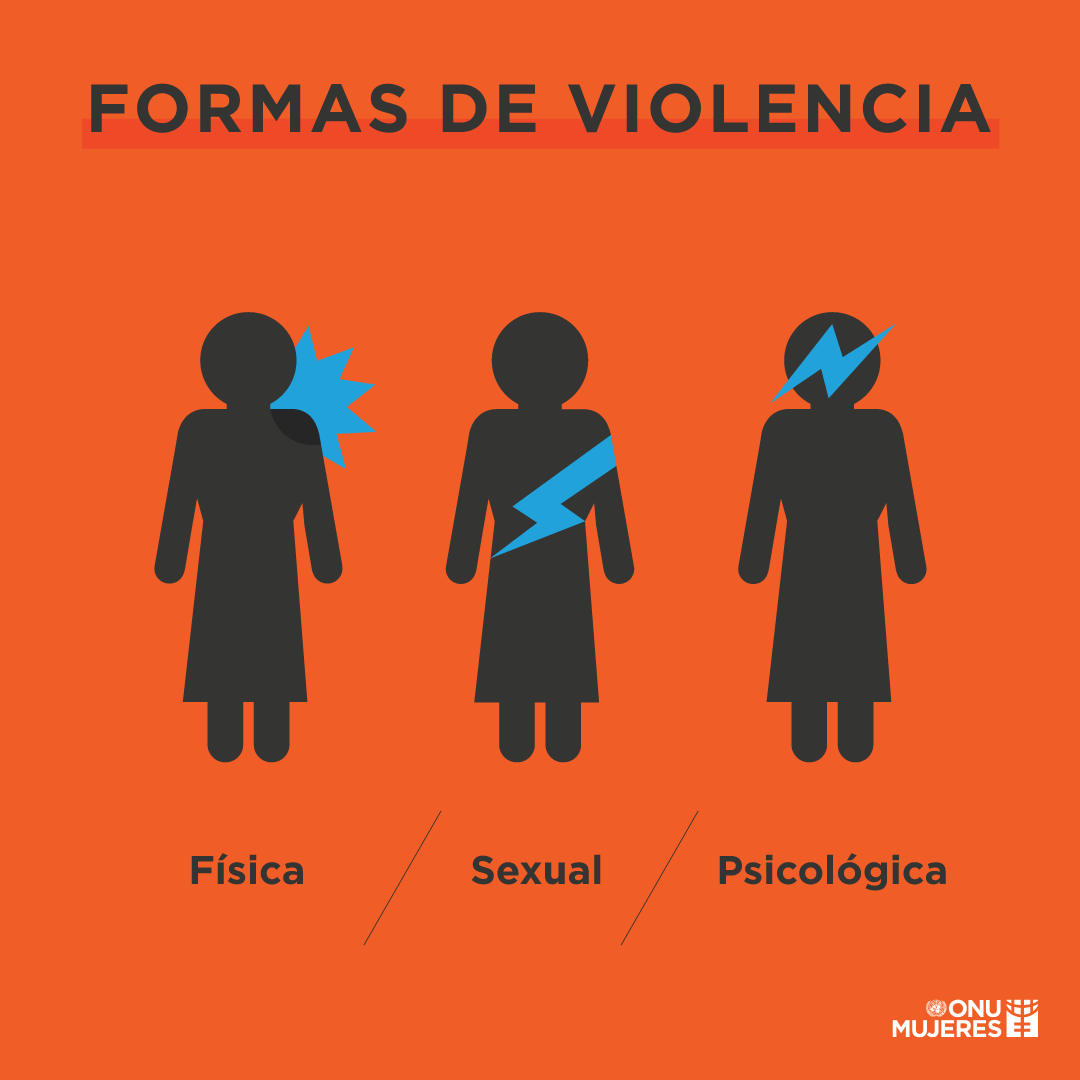 FORMAS DE VIOLENCIA
Física
Sexual
Psicológica
ONU
MUJERES